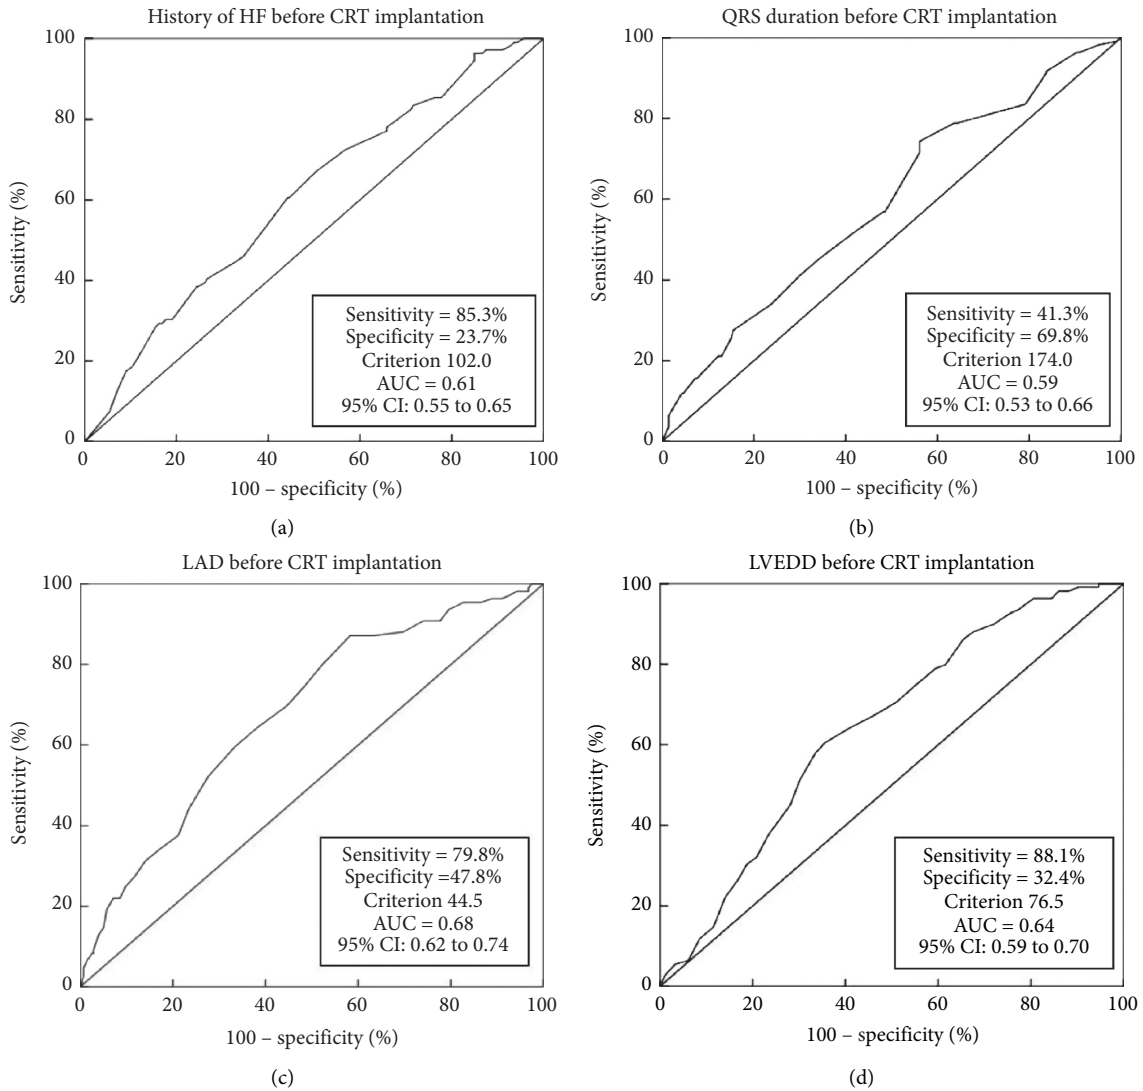 History of HF before CRT implantation
100
80
60
40
20
0
Sensitivity (%)
Sensitivity = 85.3%
Specificity = 23.7%
Criterion 102.0
AUC = 0.61
95% CI: 0.55 to 0.65
0 20 40 60 80 100
100 – specificity (%)
(a)
QRS duration before CRT implantation
100
80
60
40
20
0
Sensitivity (%)
Sensitivity = 41.3%
Specificity = 69.8%
Criterion 174.0
AUC = 0.59
95% CI: 0.53 to 0.66
0 20 40 60 80 100
100 – specificity (%)
(b)
LAD before CRT implantation
100
80
60
40
20
0
Sensitivity (%)
Sensitivity = 79.8%
Specificity =47.8%
Criterion 44.5
AUC = 0.68
95% CI: 0.62 to 0.74
0 20 40 60 80 100
100 – specificity (%)
(c)
LVEDD before CRT implantation
100
80
60
40
20
0
Sensitivity (%)
Sensitivity = 88.1%
Specificity = 32.4%
Criterion 76.5
AUC = 0.64
95% CI: 0.59 to 0.70
0 20 40 60 80 100
100 – specificity (%)
(d)